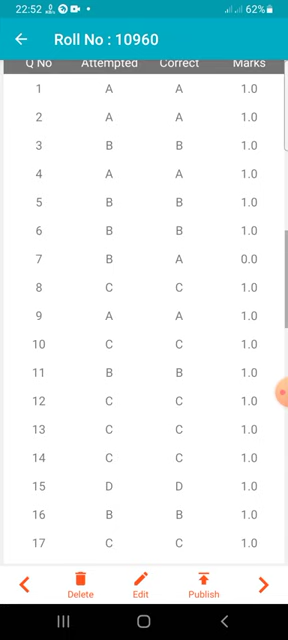 22:52 62%
Roll No : 10960
Q No Attempted Correct Marks
1 A A 1.0
2 A A 1.0
3 B B 1.0
4 A A 1.0
5 B B 1.0
6 B B 1.0
7 B A 0.0
8 C C 1.0
9 A A 1.0
10 C C 1.0
11 B B 1.0
12 C C 1.0
13 C C 1.0
14 C C 1.0
15 D D 1.0
16 B B 1.0
17 C C 1.0
Delete Edit Publish